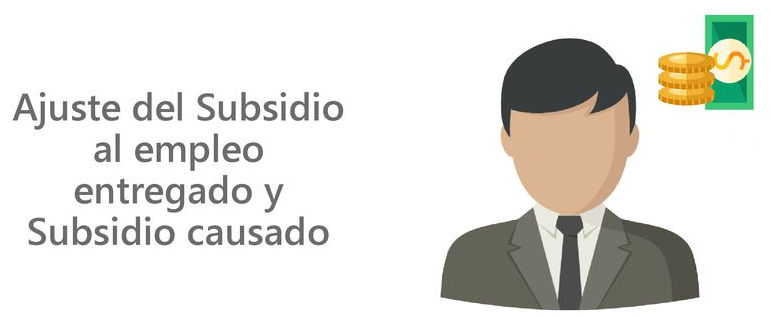 Ajuste del Subsidio
al empleo
entregado y
Subsidio causado